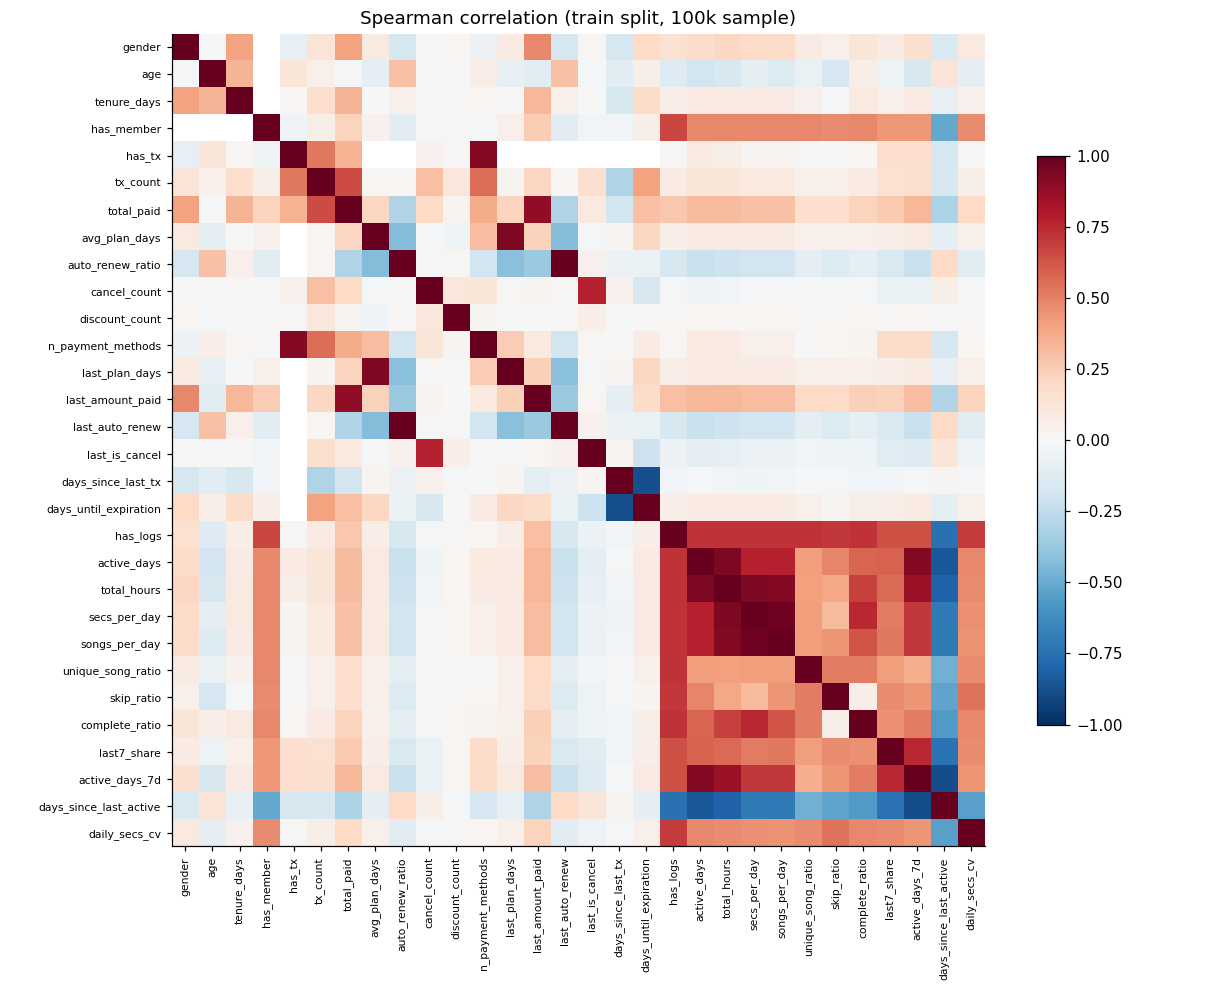 Spearman correlation (train split, 100k sample)
gender
age
tenure_days
has_member
has_tx
tx_count
total_paid
avg_plan_days
auto_renew_ratio
cancel_count
discount_count
n_payment_methods
last_plan_days
last_amount_paid
last_auto_renew
last_is_cancel
days_since_last_tx
days_until_expiration
has_logs
active_days
total_hours
secs_per_day
songs_per_day
unique_song_ratio
skip_ratio
complete_ratio
last7_share
active_days_7d
days_since_last_active
daily_secs_cv
gender
age
tenure_days
has_member
has_tx
tx_count
total_paid
avg_plan_days
auto_renew_ratio
cancel_count
discount_count
n_payment_methods
last_plan_days
last_amount_paid
last_auto_renew
last_is_cancel
days_since_last_tx
days_until_expiration
has_logs
active_days
total_hours
secs_per_day
songs_per_day
unique_song_ratio
skip_ratio
complete_ratio
last7_share
active_days_7d
days_since_last_active
daily_secs_cv
1.00
0.75
0.50
0.25
0.00
−0.25
−0.50
−0.75
−1.00